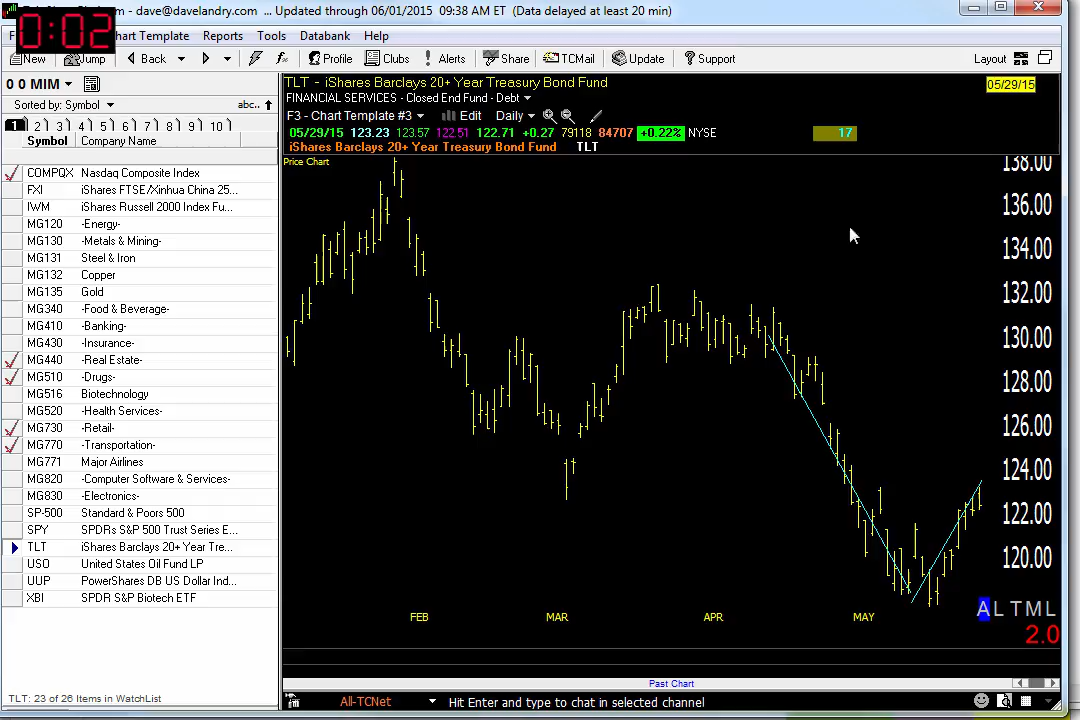 - dave@davelandry.com ... Updated through 06/01/2015 09:38 AM ET (Data delayed at least 20 min)
0:02
Chart Template Reports Tools Databank Help
New Jump Back Profile Clubs Alerts Share TCMail Update Support Layout
0 0 MIM
Sorted by: Symbol abc..
1 2 3 4 5 6 7 8 9 10
Symbol Company Name
COMPQX Nasdaq Composite Index
FXI iShares FTSE/Xinhua China 25...
IWM iShares Russell 2000 Index Fu...
MG120 -Energy-
MG130 -Metals & Mining-
MG131 Steel & Iron
MG132 Copper
MG135 Gold
MG340 -Food & Beverage-
MG410 -Banking-
MG430 -Insurance-
MG440 -Real Estate-
MG510 -Drugs-
MG516 Biotechnology
MG520 -Health Services-
MG730 -Retail-
MG770 -Transportation-
MG771 Major Airlines
MG820 -Computer Software & Services-
MG830 -Electronics-
SP-500 Standard & Poors 500
SPY SPDRs S&P 500 Trust Series E...
TLT iShares Barclays 20+ Year Tre...
USO United States Oil Fund LP
UUP PowerShares DB US Dollar Ind...
XBI SPDR S&P Biotech ETF
TLT: 23 of 26 Items in WatchList
TLT - iShares Barclays 20+ Year Treasury Bond Fund
05/29/15
FINANCIAL SERVICES - Closed End Fund - Debt
F3 - Chart Template #3 Edit Daily
05/29/15 123.23 123.57 122.51 122.71 +0.27 79118 84707 +0.22% NYSE 17
iShares Barclays 20+ Year Treasury Bond Fund TLT
Price Chart
138.00
136.00
134.00
132.00
130.00
128.00
126.00
124.00
122.00
120.00
A L T M L
FEB MAR APR MAY
2.0
Past Chart
All-TCNet Hit Enter and type to chat in selected channel